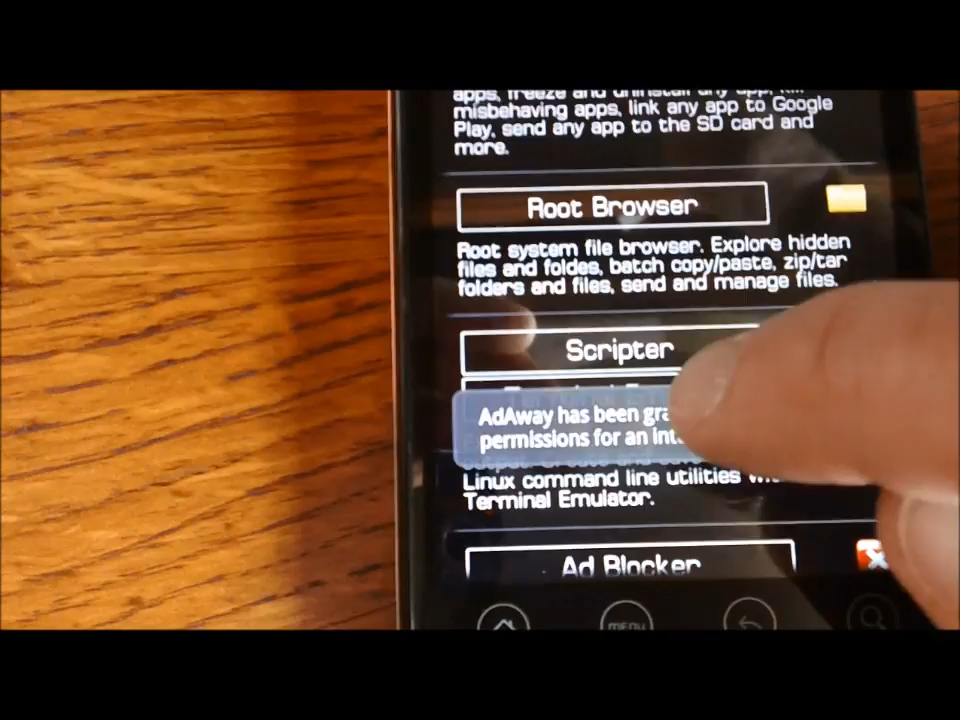 apps, freeze and uninstall any app, kill
misbehaving apps, link any app to Google
Play, send any app to the SD card and
more.
Root Browser
Root system file browser. Explore hidden
files and foldes, batch copy/paste, zip/tar
folders and files, send and manage files.
Scripter
AdAway has been
permissions for an
Linux command line utilities
Terminal Emulator.
Ad Blocker
MENU